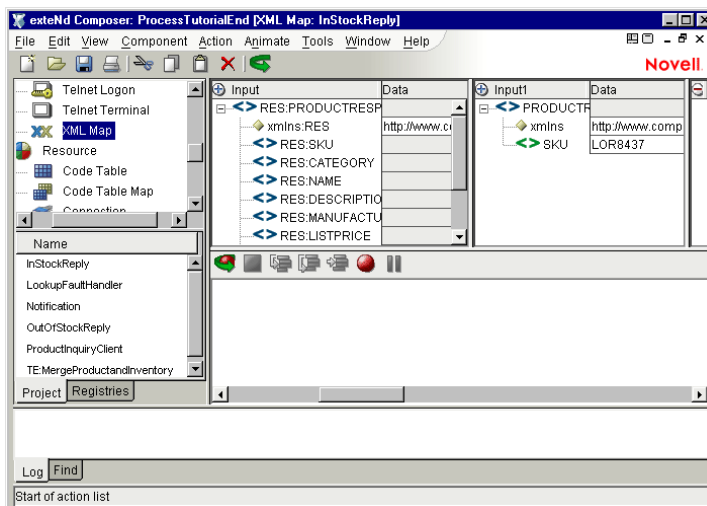 exteNd Composer: ProcessTutorialEnd [XML Map: InStockReply]
File Edit View Component Action Animate Tools Window Help
Novell.
Telnet Logon
Telnet Terminal
XML Map
Resource
Code Table
Code Table Map
Connection
Name
InStockReply
LookupFaultHandler
Notification
OutOfStockReply
ProductInquiryClient
TE:MergeProductandInventory
Project Registries
Input Data
RES:PRODUCTRESP
xmlns:RES http://www.c
RES:SKU
RES:CATEGORY
RES:NAME
RES:DESCRIPTIO
RES:MANUFACTU
RES:LISTPRICE
Input1 Data
PRODUCTR
xmlns http://www.comp
SKU LOR8437
Log Find
Start of action list